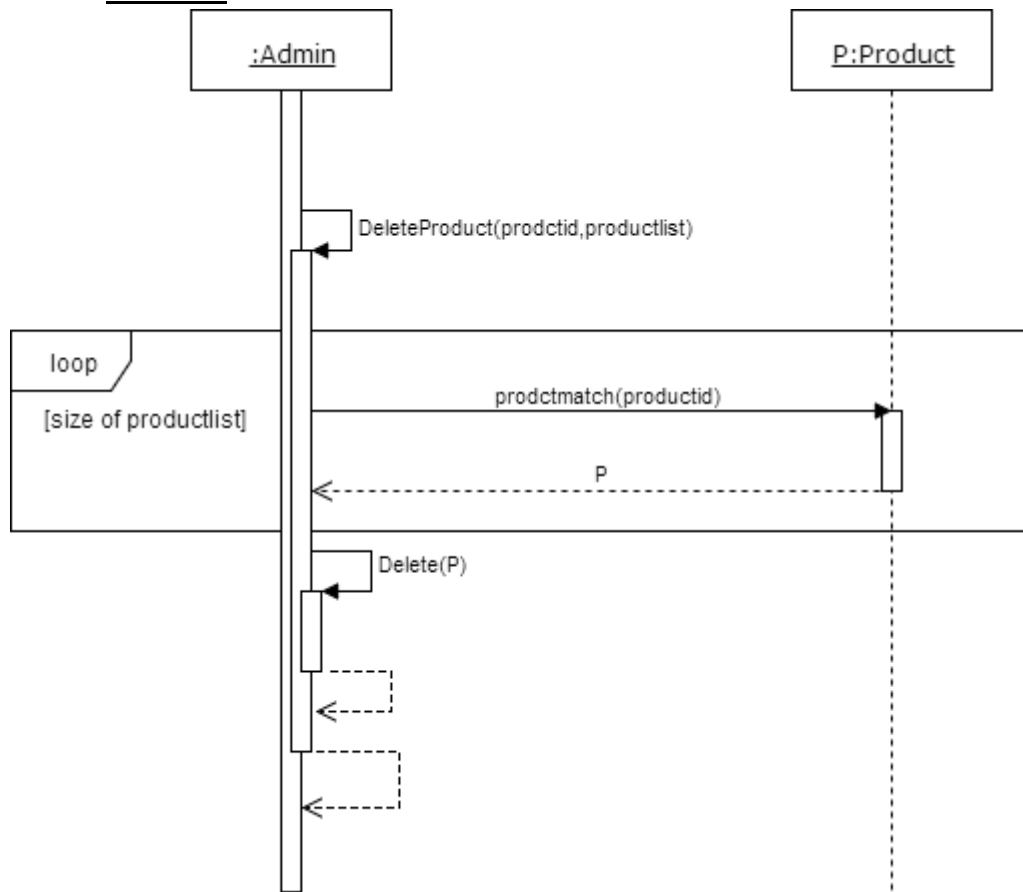 :Admin
P:Product
DeleteProduct(prodctid,productlist)
loop
[size of productlist]
prodctmatch(productid)
P
Delete(P)